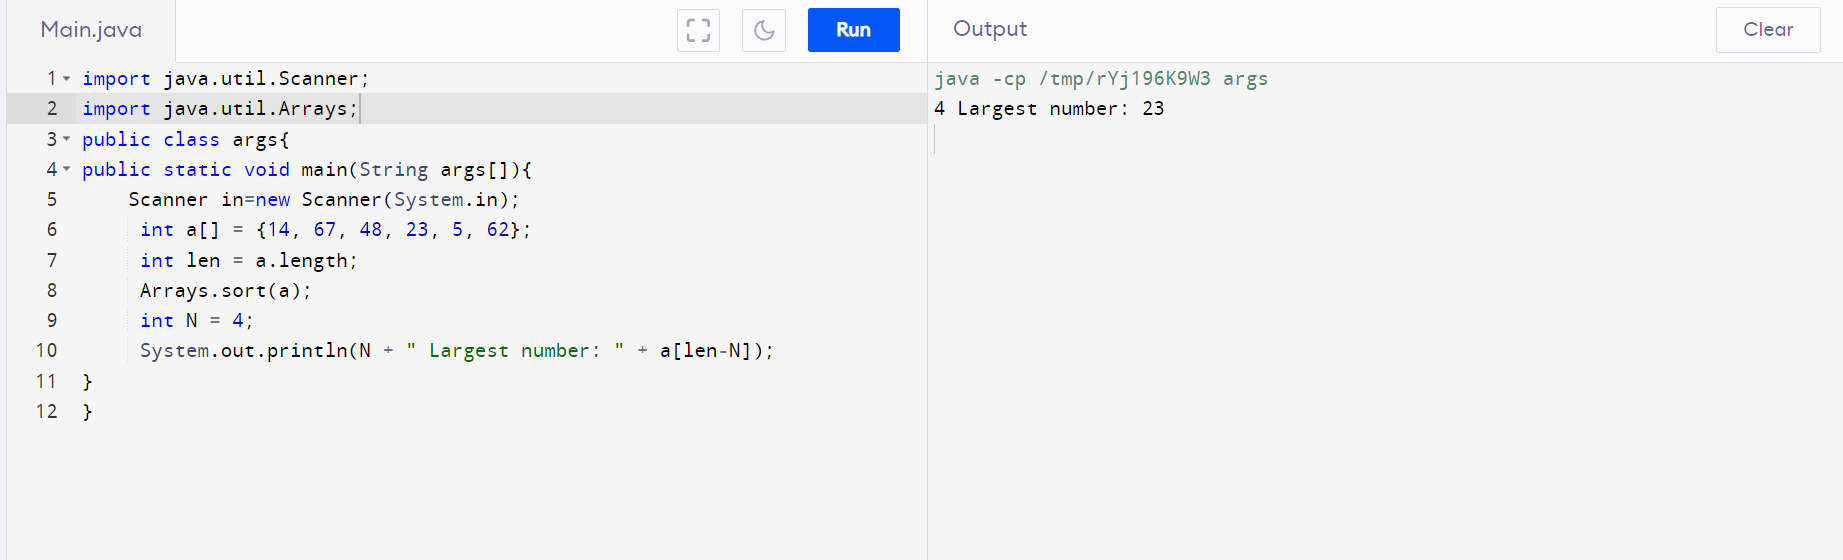 Main.java
Run
1 import java.util.Scanner;
2 import java.util.Arrays;
3 public class args{
4 public static void main(String args[]){
5     Scanner in=new Scanner(System.in);
6      int a[] = {14, 67, 48, 23, 5, 62};
7      int len = a.length;
8      Arrays.sort(a);
9      int N = 4;
10      System.out.println(N + " Largest number: " + a[len-N]);
11 }
12 }
Output
Clear
java -cp /tmp/rYj196K9W3 args
4 Largest number: 23